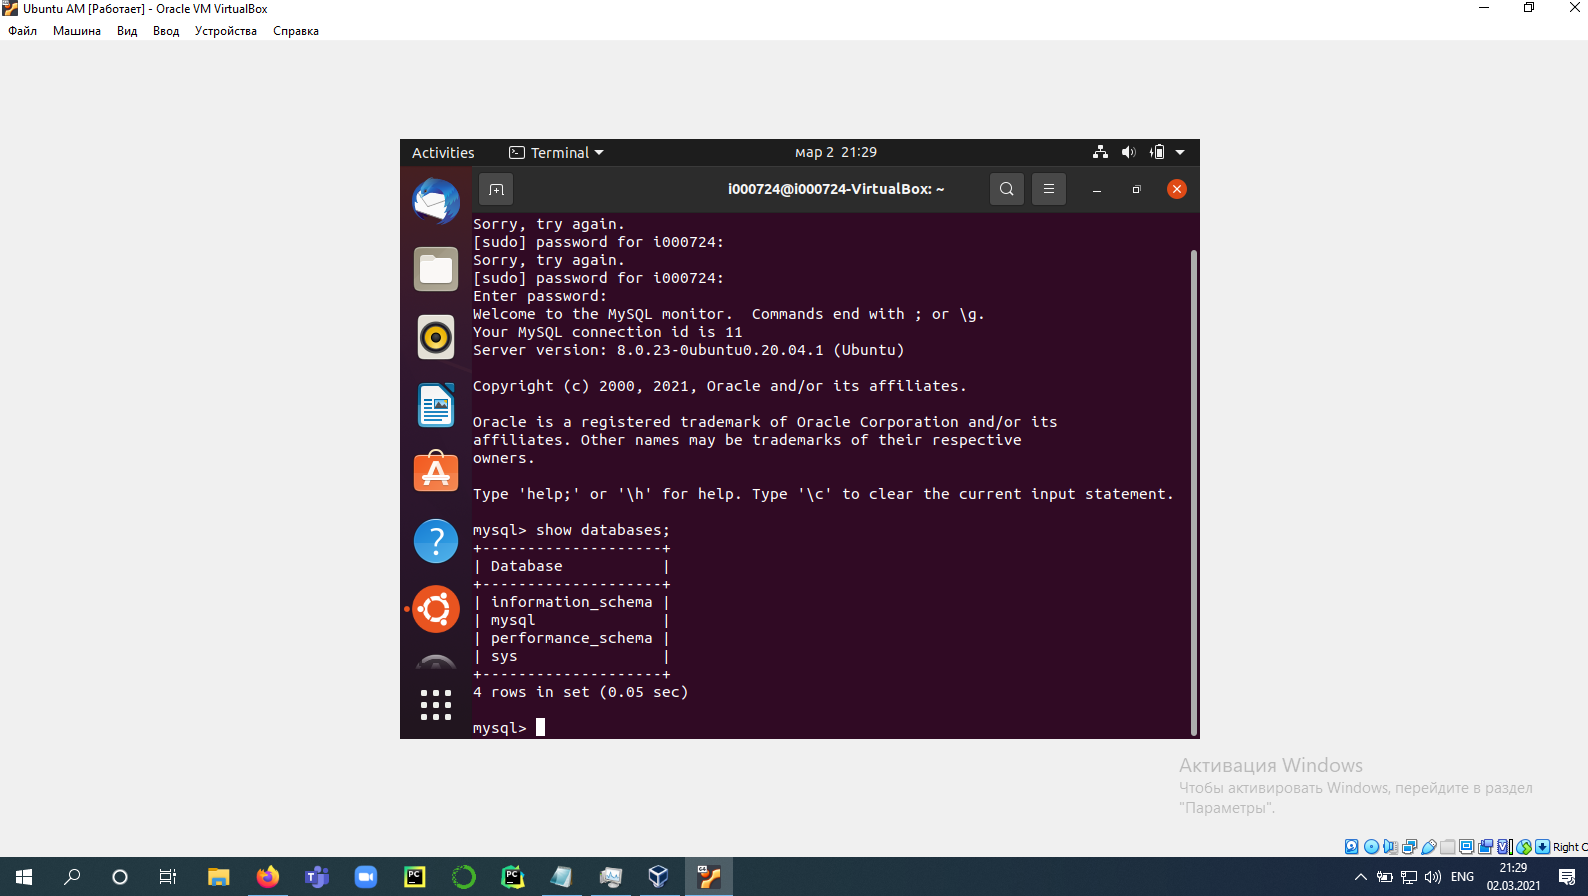 Ubuntu AM [Работает] - Oracle VM VirtualBox
Файл Машина Вид Ввод Устройства Справка
Activities Terminal мар 2 21:29
i000724@i000724-VirtualBox: ~
Sorry, try again.
[sudo] password for i000724:
Sorry, try again.
[sudo] password for i000724:
Enter password:
Welcome to the MySQL monitor.  Commands end with ; or \g.
Your MySQL connection id is 11
Server version: 8.0.23-0ubuntu0.20.04.1 (Ubuntu)
Copyright (c) 2000, 2021, Oracle and/or its affiliates.
Oracle is a registered trademark of Oracle Corporation and/or its
affiliates. Other names may be trademarks of their respective
owners.
Type 'help;' or '\h' for help. Type '\c' to clear the current input statement.
mysql> show databases;
+--------------------+
| Database           |
+--------------------+
| information_schema |
| mysql              |
| performance_schema |
| sys                |
+--------------------+
4 rows in set (0.05 sec)
mysql>
Активация Windows
Чтобы активировать Windows, перейдите в раздел
"Параметры".
Right C
ENG 21:29
02.03.2021